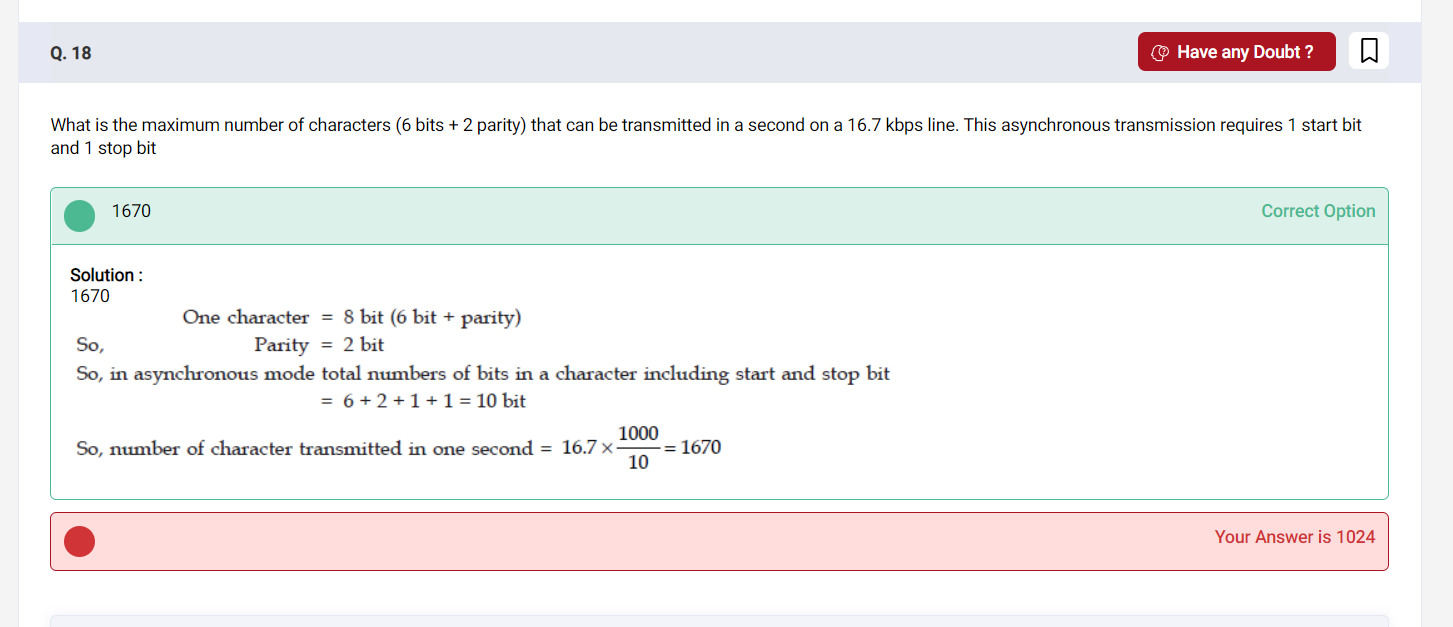 Q. 18
Have any Doubt ?
What is the maximum number of characters (6 bits + 2 parity) that can be transmitted in a second on a 16.7 kbps line. This asynchronous transmission requires 1 start bit
and 1 stop bit
1670
Correct Option
Solution :
1670
One character = 8 bit (6 bit + parity)
So, Parity = 2 bit
So, in asynchronous mode total numbers of bits in a character including start and stop bit
= 6 + 2 + 1 + 1 = 10 bit
So, number of character transmitted in one second = 16.7 × 1000/10 = 1670
Your Answer is 1024